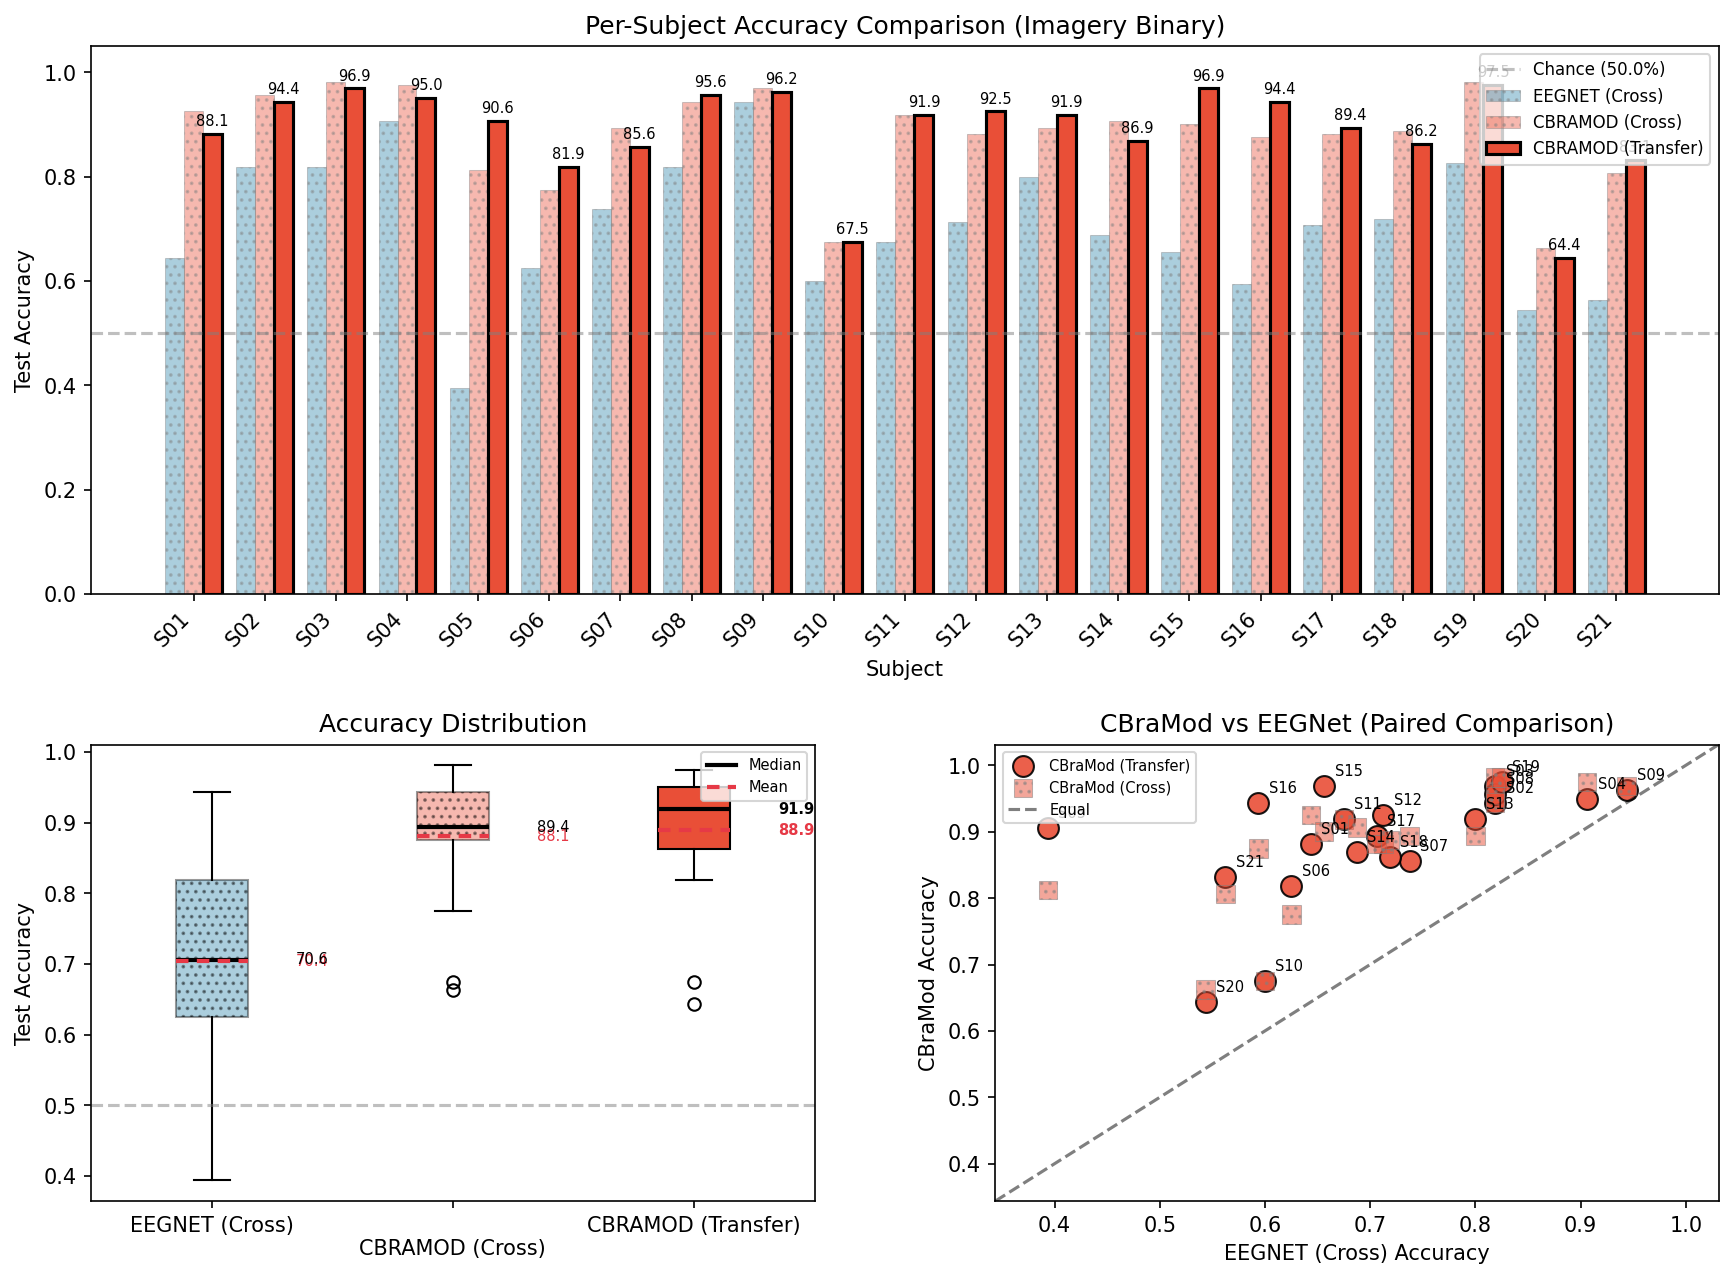 Per-Subject Accuracy Comparison (Imagery Binary)
Test Accuracy
1.0
0.8
0.6
0.4
0.2
0.0
88.1
94.4
96.9
95.0
90.6
81.9
85.6
95.6
96.2
67.5
91.9
92.5
91.9
86.9
96.9
94.4
89.4
86.2
97.5
64.4
Chance (50.0%)
EEGNET (Cross)
CBRAMOD (Cross)
CBRAMOD (Transfer)
S01
S02
S03
S04
S05
S06
S07
S08
S09
S10
S11
S12
S13
S14
S15
S16
S17
S18
S19
S20
S21
Subject
Accuracy Distribution
Test Accuracy
1.0
0.9
0.8
0.7
0.6
0.5
0.4
Median
Mean
70.6
70.4
89.4
88.1
91.9
88.9
EEGNET (Cross)
CBRAMOD (Cross)
CBRAMOD (Transfer)
CBraMod vs EEGNet (Paired Comparison)
CBraMod Accuracy
1.0
0.9
0.8
0.7
0.6
0.5
0.4
CBraMod (Transfer)
CBraMod (Cross)
Equal
S19
S03
S08
S02
S04
S09
S15
S16
S13
S11
S12
S01
S17
S14
S18
S07
S21
S06
S10
S20
0.4
0.5
0.6
0.7
0.8
0.9
1.0
EEGNET (Cross) Accuracy